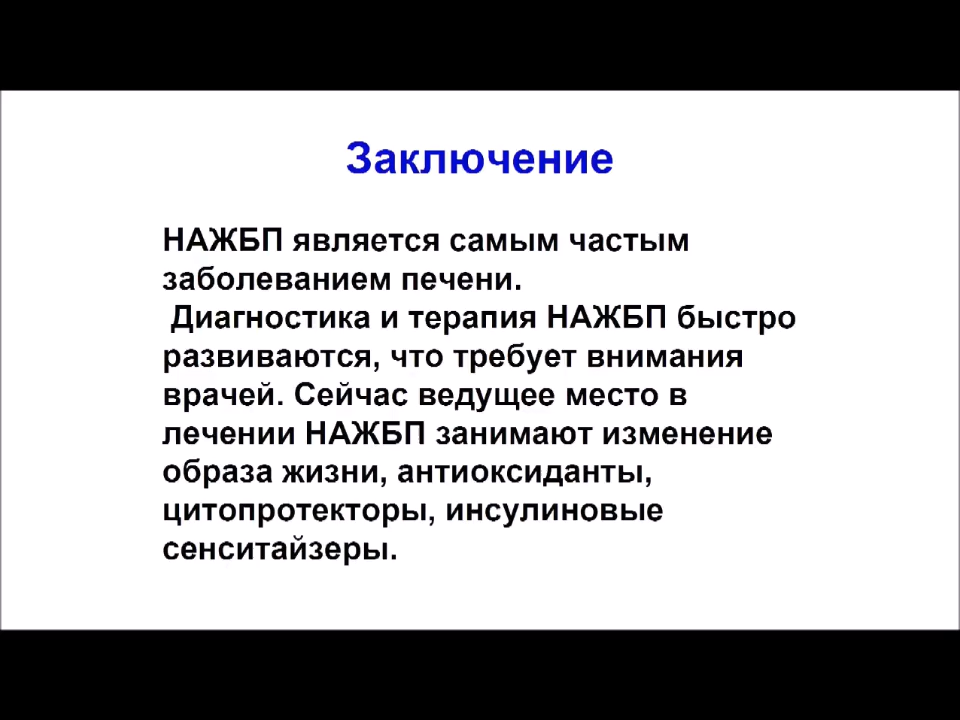 Заключение
НАЖБП является самым частым
заболеванием печени.
Диагностика и терапия НАЖБП быстро
развиваются, что требует внимания
врачей. Сейчас ведущее место в
лечении НАЖБП занимают изменение
образа жизни, антиоксиданты,
цитопротекторы, инсулиновые
сенситайзеры.